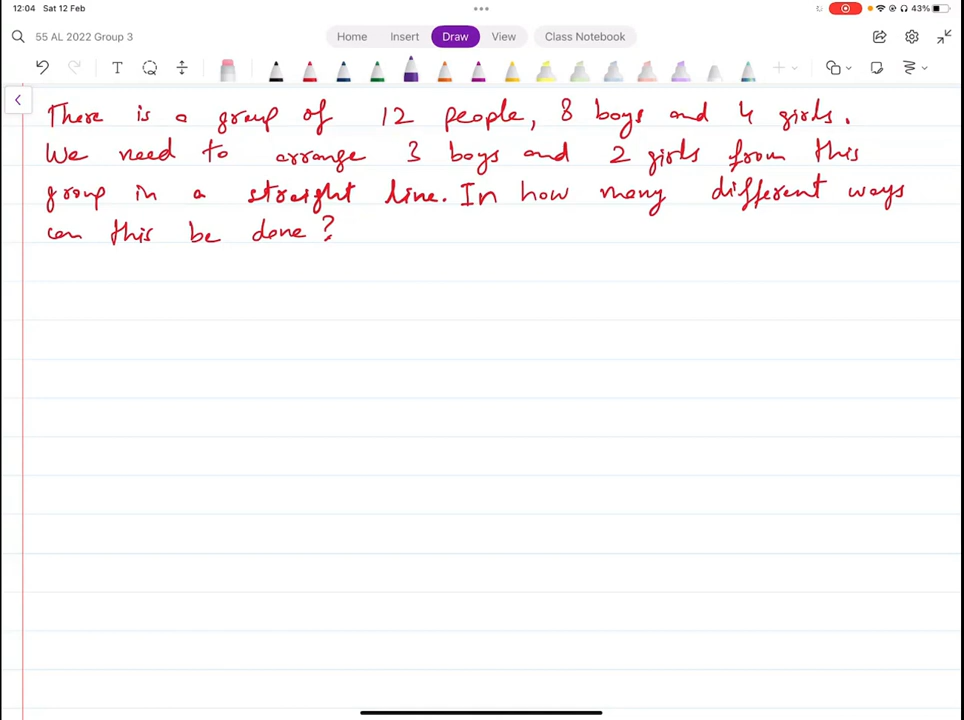 12:04 Sat 12 Feb
43%
55 AL 2022 Group 3
Home Insert Draw View Class Notebook
T
There is a group of 12 people, 8 boys and 4 girls.
We need to arrange 3 boys and 2 girls from this
group in a straight line. In how many different ways
can this be done?